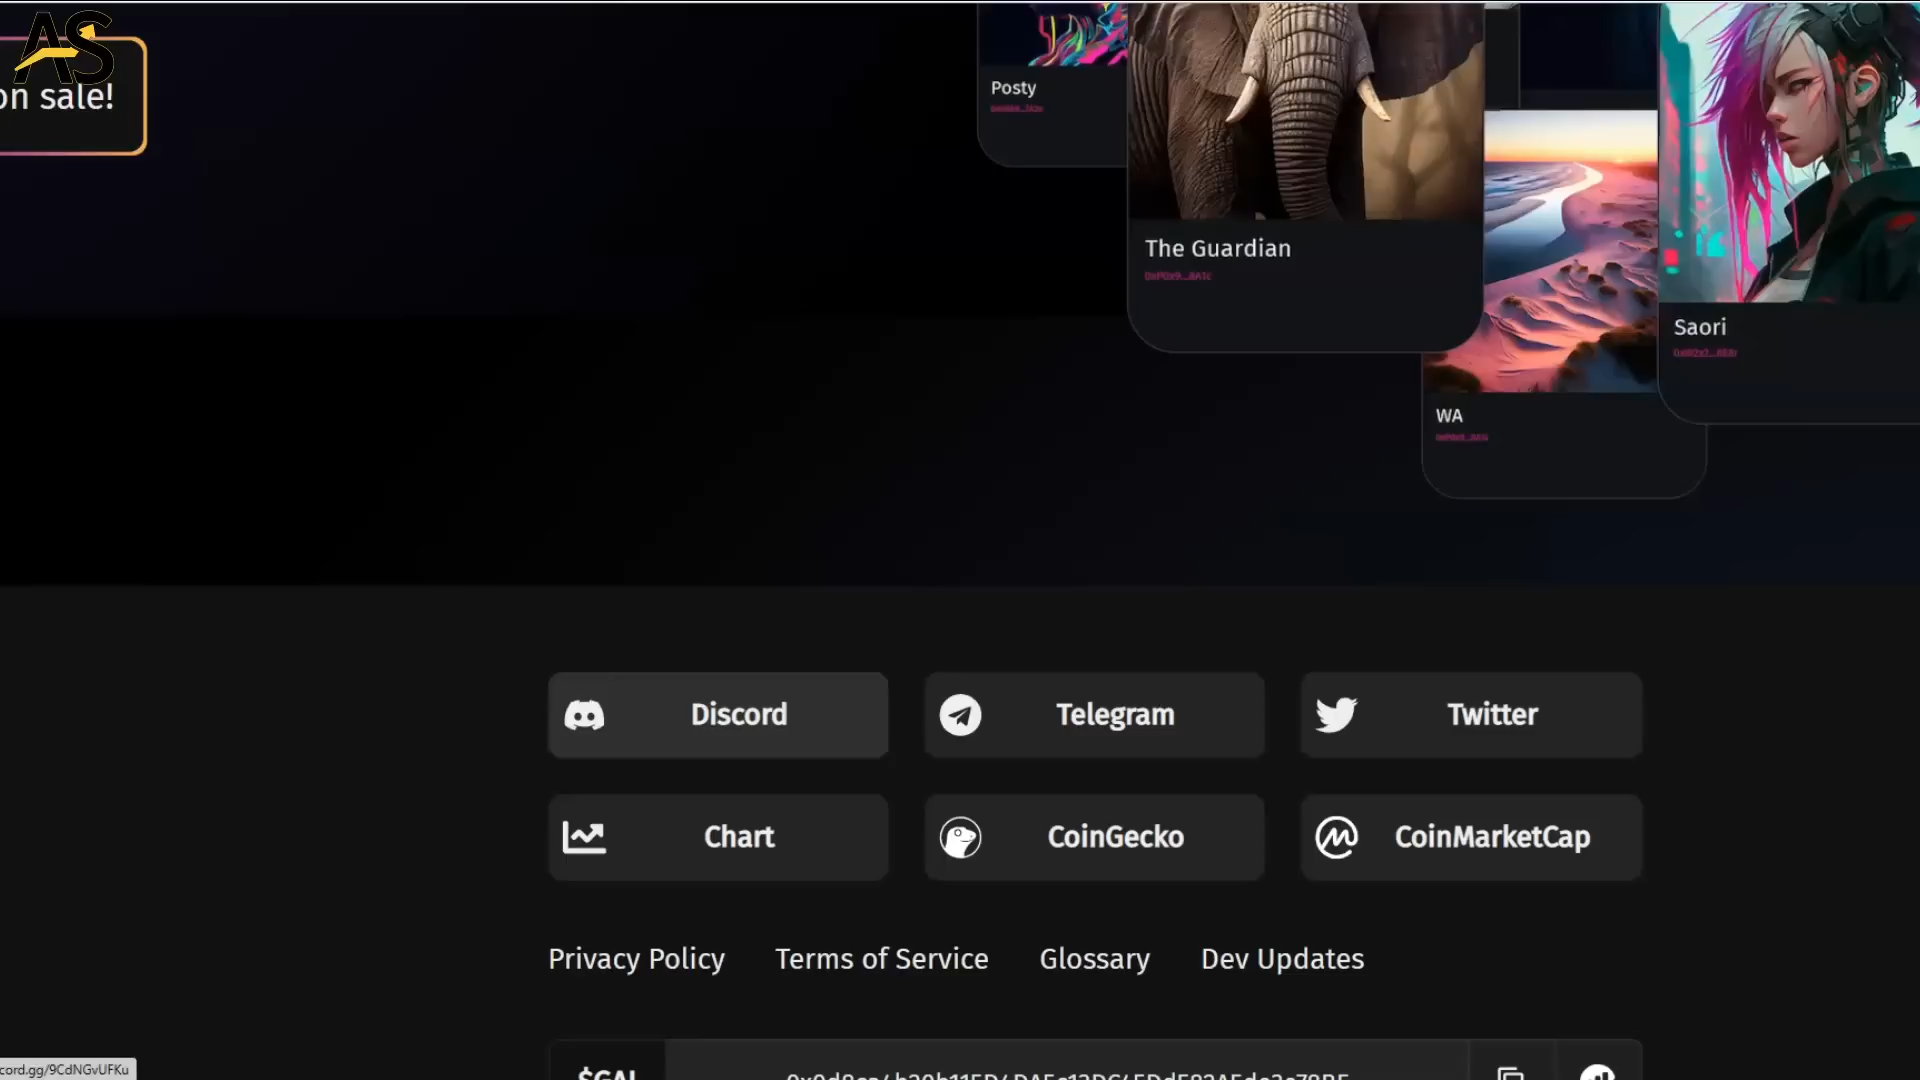 AS
on sale!
Posty
The Guardian
Saori
WA
Discord
Telegram
Twitter
Chart
CoinGecko
CoinMarketCap
Privacy Policy
Terms of Service
Glossary
Dev Updates
$GAL
cord.gg/9CdNGvUFKu